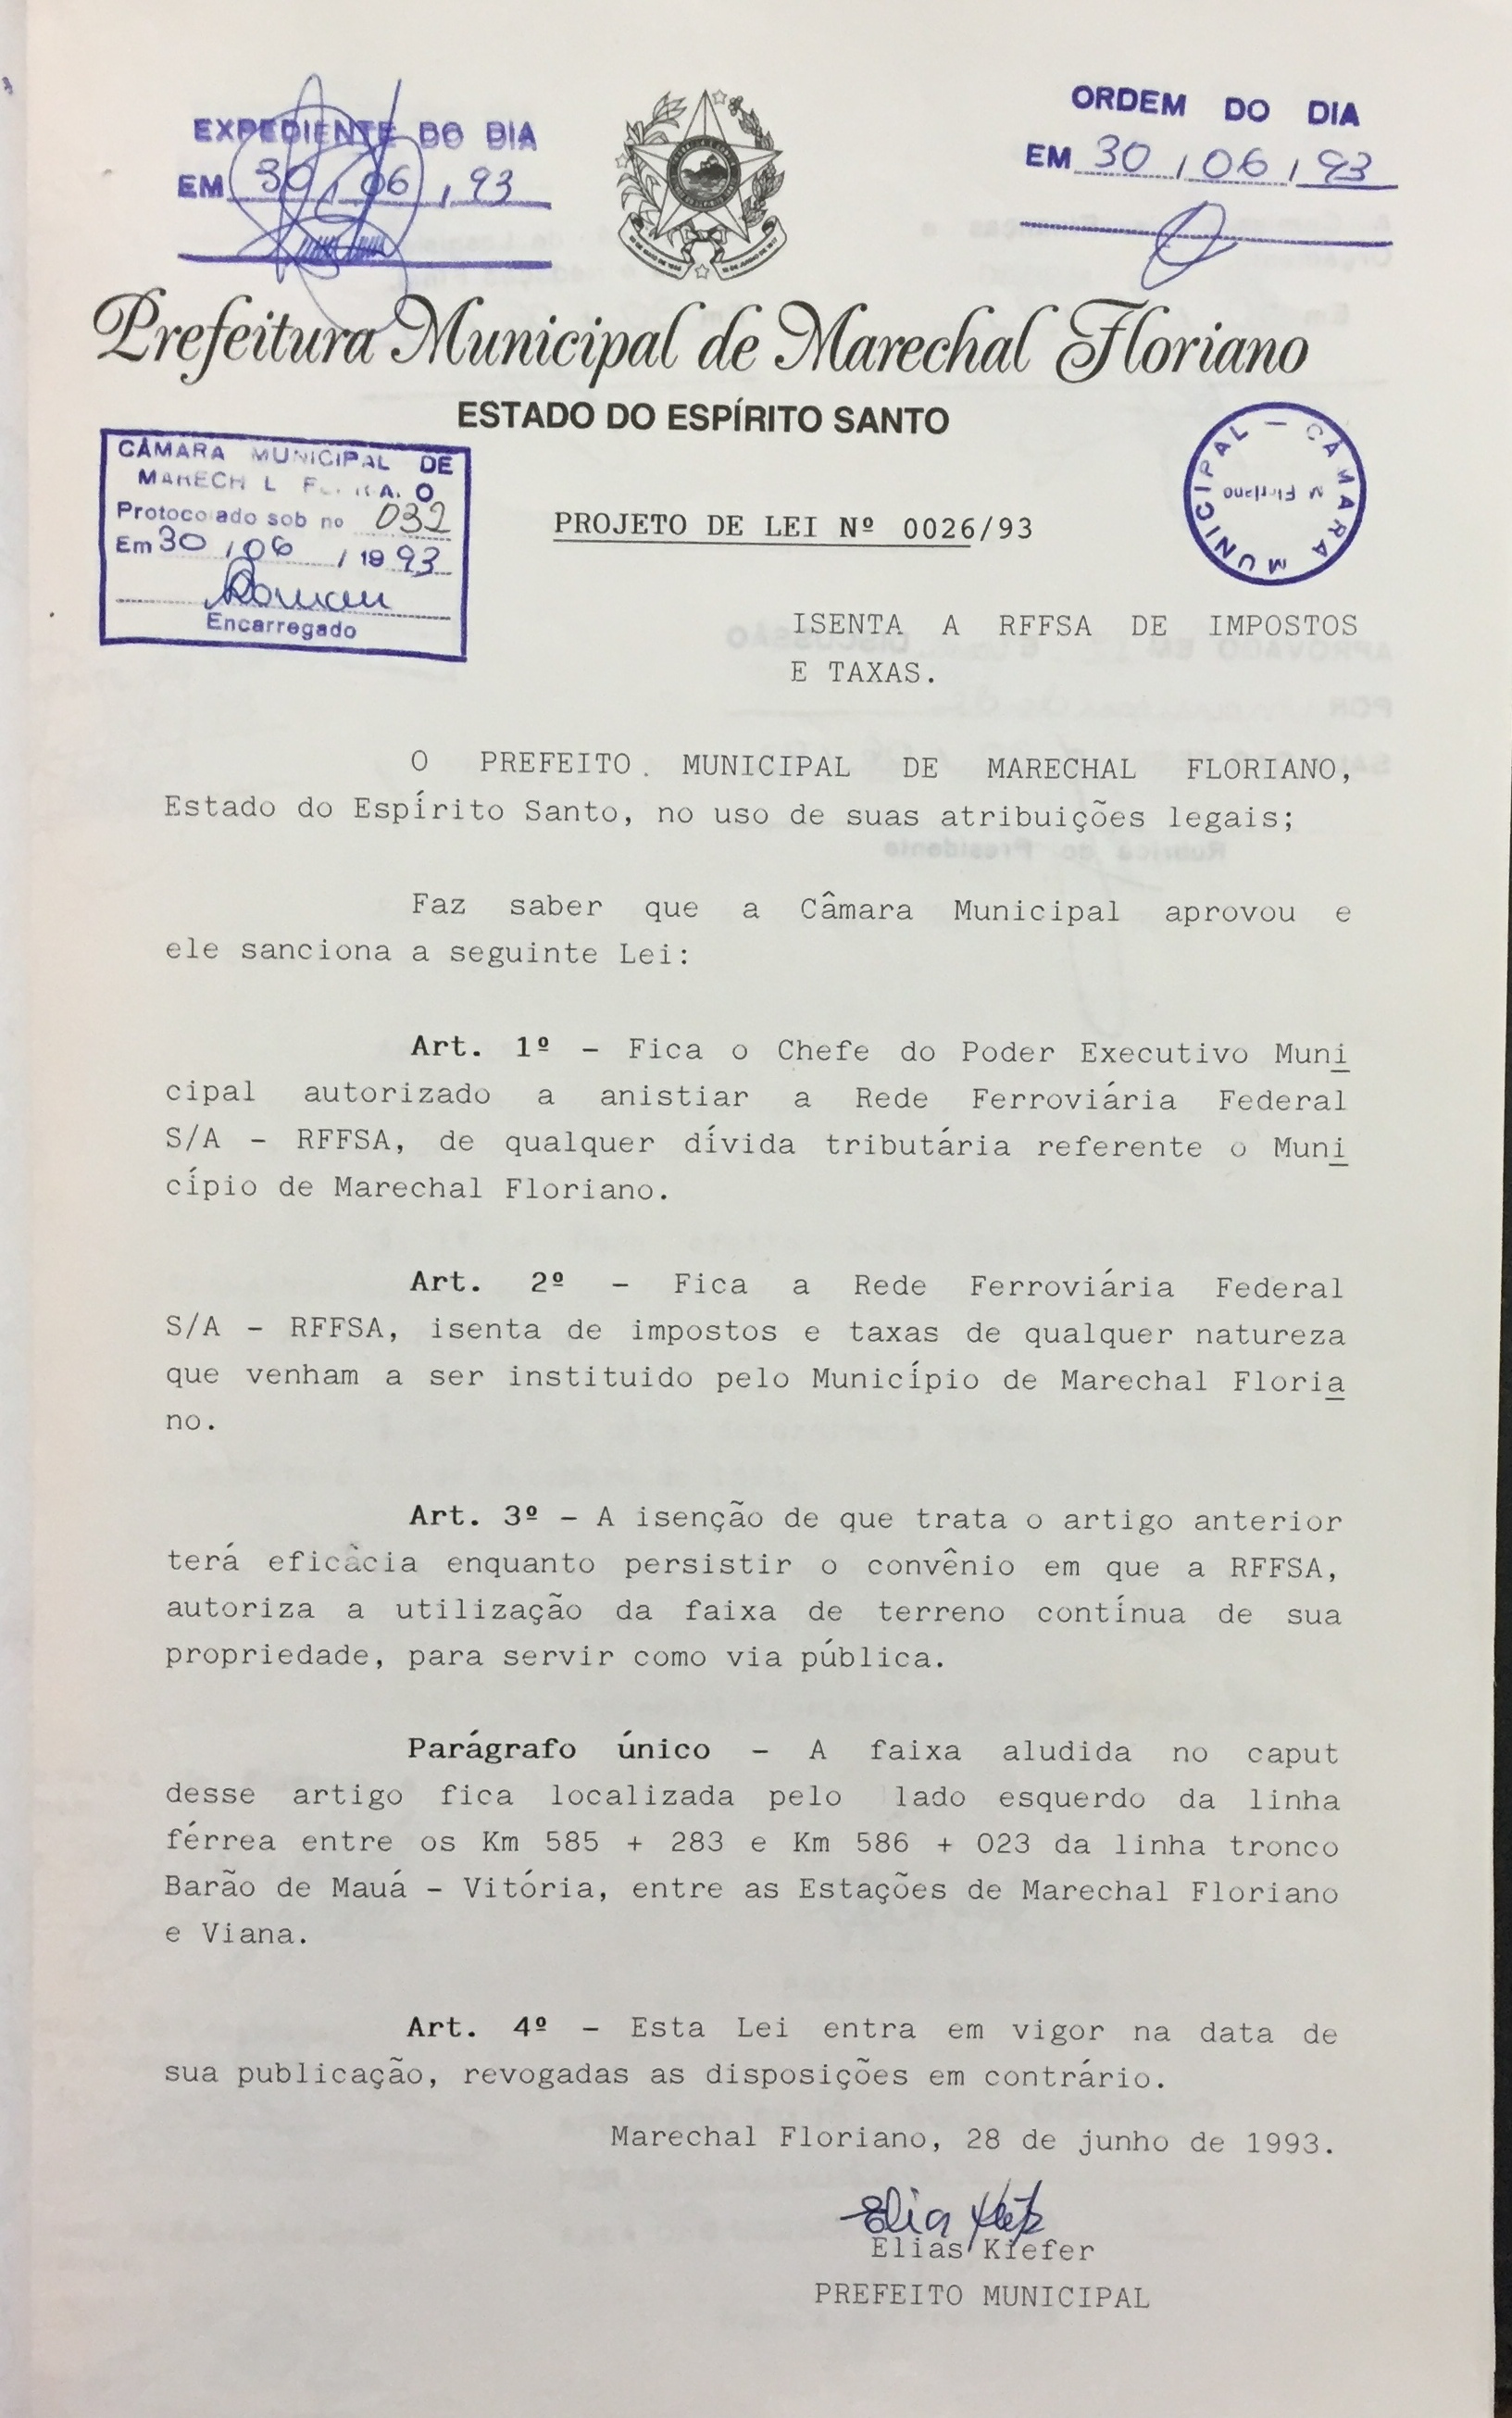 EXPEDIENTE DO DIA
EM 30 / 06 / 93
ORDEM DO DIA
EM 30 / 06 / 93
Prefeitura Municipal de Marechal Floriano
ESTADO DO ESPÍRITO SANTO
CÂMARA MUNICIPAL DE
Protocolado sob no 032
Em 30 / 06 / 1993
Encarregado
CÂMARA MUNICIPAL —
M Floriano
PROJETO DE LEI Nº 0026/93
ISENTA A RFFSA DE IMPOSTOS
E TAXAS.
O PREFEITO. MUNICIPAL DE MARECHAL FLORIANO,
Estado do Espírito Santo, no uso de suas atribuições legais;
Faz saber que a Câmara Municipal aprovou e
ele sanciona a seguinte Lei:
Art. 1º - Fica o Chefe do Poder Executivo Muni
cipal autorizado a anistiar a Rede Ferroviária Federal
S/A - RFFSA, de qualquer dívida tributária referente o Muni
cípio de Marechal Floriano.
Art. 2º - Fica a Rede Ferroviária Federal
S/A - RFFSA, isenta de impostos e taxas de qualquer natureza
que venham a ser instituido pelo Município de Marechal Floria
no.
Art. 3º - A isenção de que trata o artigo anterior
terá eficàcia enquanto persistir o convênio em que a RFFSA,
autoriza a utilização da faixa de terreno contínua de sua
propriedade, para servir como via pública.
Parágrafo único - A faixa aludida no caput
desse artigo fica localizada pelo lado esquerdo da linha
férrea entre os Km 585 + 283 e Km 586 + 023 da linha tronco
Barão de Mauá - Vitória, entre as Estações de Marechal Floriano
e Viana.
Art. 4º - Esta Lei entra em vigor na data de
sua publicação, revogadas as disposições em contrário.
Marechal Floriano, 28 de junho de 1993.
Elias Kiefer
PREFEITO MUNICIPAL